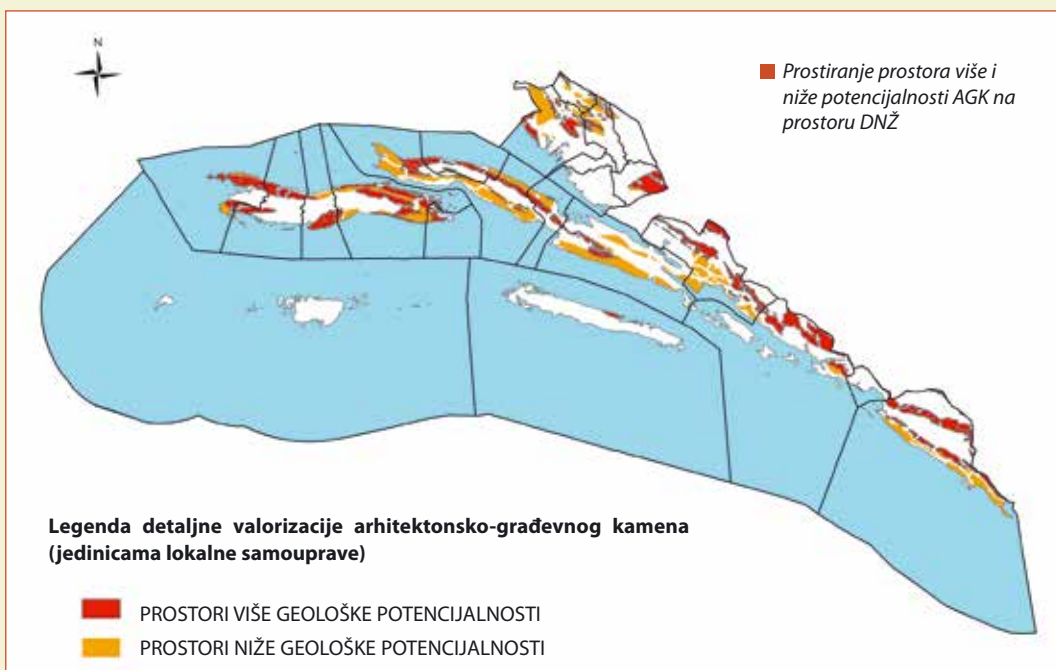 N
Prostiranje prostora više i
niže potencijalnosti AGK na
prostoru DNŽ
Legenda detaljne valorizacije arhitektonsko-građevnog kamena
(jedinicama lokalne samouprave)
PROSTORI VIŠE GEOLOŠKE POTENCIJALNOSTI
PROSTORI NIŽE GEOLOŠKE POTENCIJALNOSTI